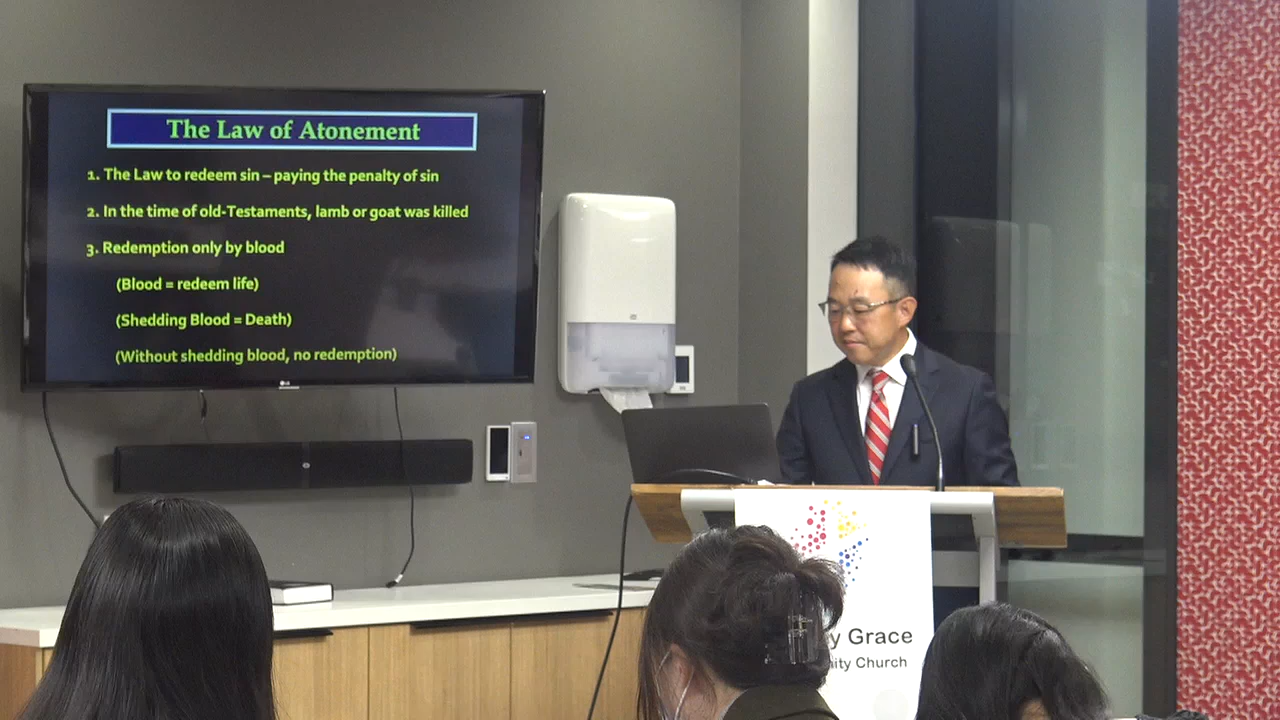 The Law of Atonement
1. The Law to redeem sin – paying the penalty of sin
2. In the time of old-Testaments, lamb or goat was killed
3. Redemption only by blood
(Blood = redeem life)
(Shedding Blood = Death)
(Without shedding blood, no redemption)
LG
Grace
Church